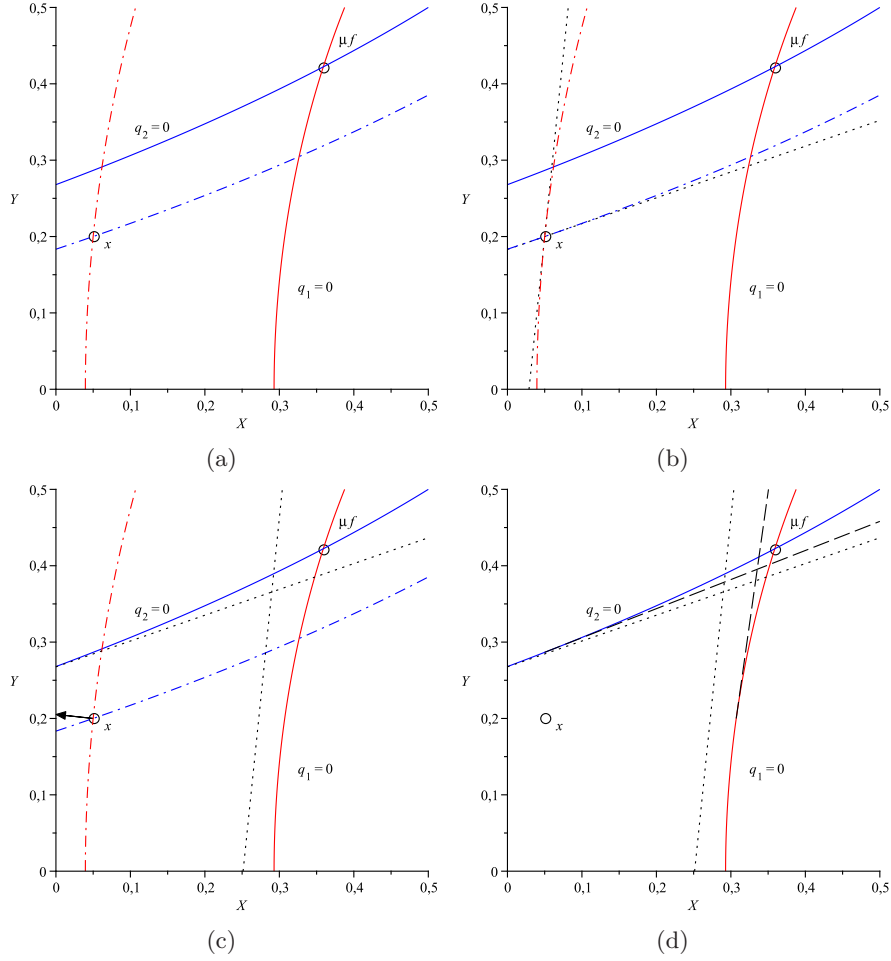 0,5
μf
0,4
q₂ = 0
0,3
Y
0,2
x
q₁ = 0
0,1
0
0 0,1 0,2 0,3 0,4 0,5
X
(a)
0,5
μf
0,4
q₂ = 0
0,3
Y
0,2
x
q₁ = 0
0,1
0
0 0,1 0,2 0,3 0,4 0,5
X
(b)
0,5
μf
0,4
q₂ = 0
0,3
Y
0,2
x
q₁ = 0
0,1
0
0 0,1 0,2 0,3 0,4 0,5
X
(c)
0,5
μf
0,4
q₂ = 0
0,3
Y
0,2
x
q₁ = 0
0,1
0
0 0,1 0,2 0,3 0,4 0,5
X
(d)